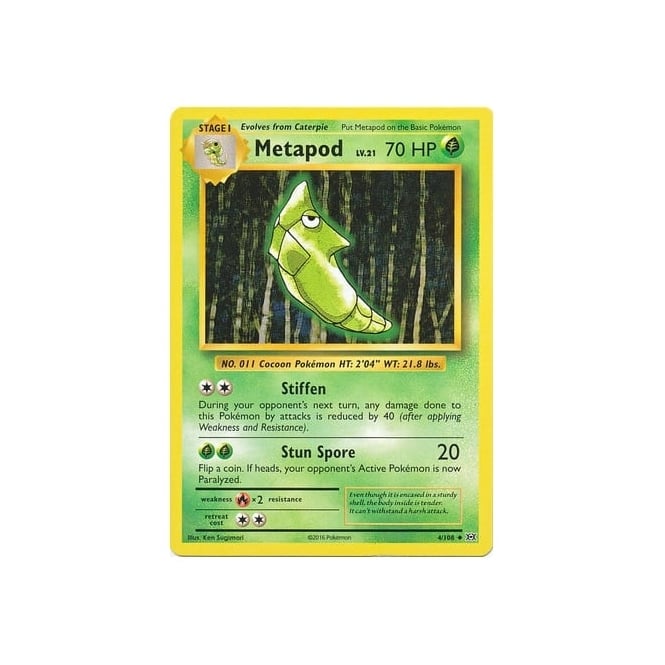 STAGE 1 Evolves from Caterpie Put Metapod on the Basic Pokémon
Metapod LV.21 70 HP
NO. 011 Cocoon Pokémon HT: 2'04" WT: 21.8 lbs.
Stiffen
During your opponent's next turn, any damage done to
this Pokémon by attacks is reduced by 40 (after applying
Weakness and Resistance).
Stun Spore 20
Flip a coin. If heads, your opponent's Active Pokémon is now
Paralyzed.
weakness ×2 resistance
retreat
cost
Even though it is encased in a sturdy
shell, the body inside is tender.
It can't withstand a harsh attack.
Illus. Ken Sugimori ©2016 Pokémon 4/108